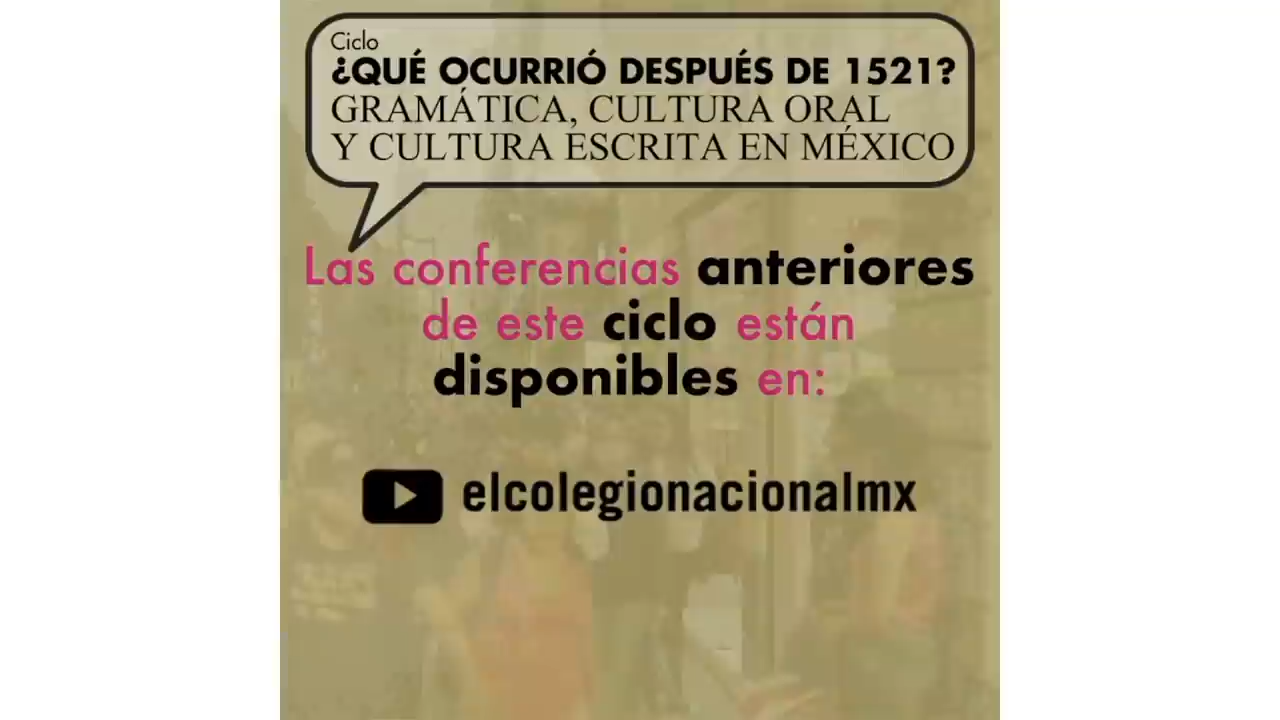 Ciclo
¿QUÉ OCURRIÓ DESPUÉS DE 1521?
GRAMÁTICA, CULTURA ORAL
Y CULTURA ESCRITA EN MÉXICO
Las conferencias anteriores
de este ciclo están
disponibles en:
elcolegionacionalmx